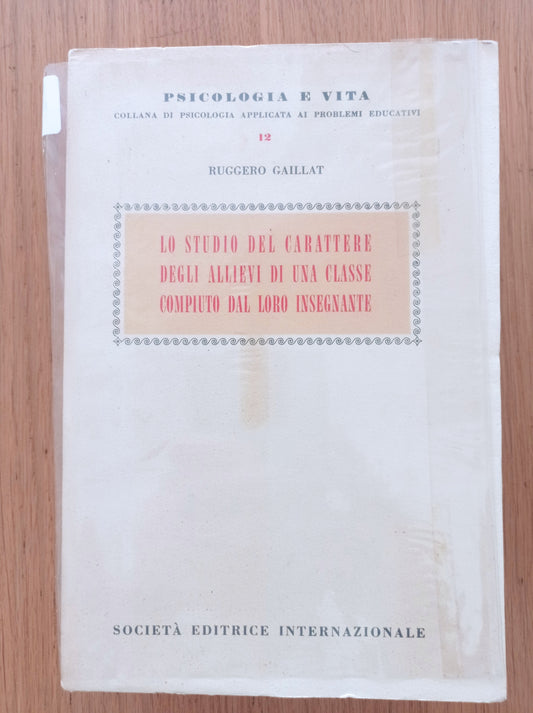 PSICOLOGIA E VITA
COLLANA DI PSICOLOGIA APPLICATA AI PROBLEMI EDUCATIVI
12
RUGGERO GAILLAT
LO STUDIO DEL CARATTERE
DEGLI ALLIEVI DI UNA CLASSE
COMPIUTO DAL LORO INSEGNANTE
SOCIETÀ EDITRICE INTERNAZIONALE